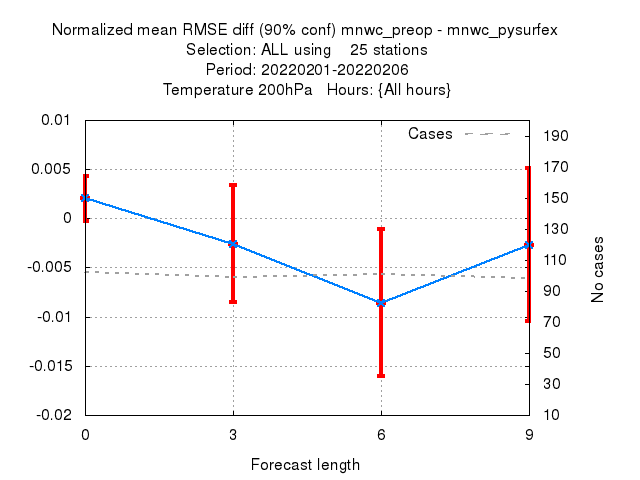 Normalized mean RMSE diff (90% conf) mnwc_preop - mnwc_pysurfex
Selection: ALL using    25 stations
Period: 20220201-20220206
Temperature 200hPa   Hours: {All hours}
0.01
0.005
0
-0.005
-0.01
-0.015
-0.02
Cases
190
170
150
130
110
90
70
50
30
10
No cases
0 3 6 9
Forecast length